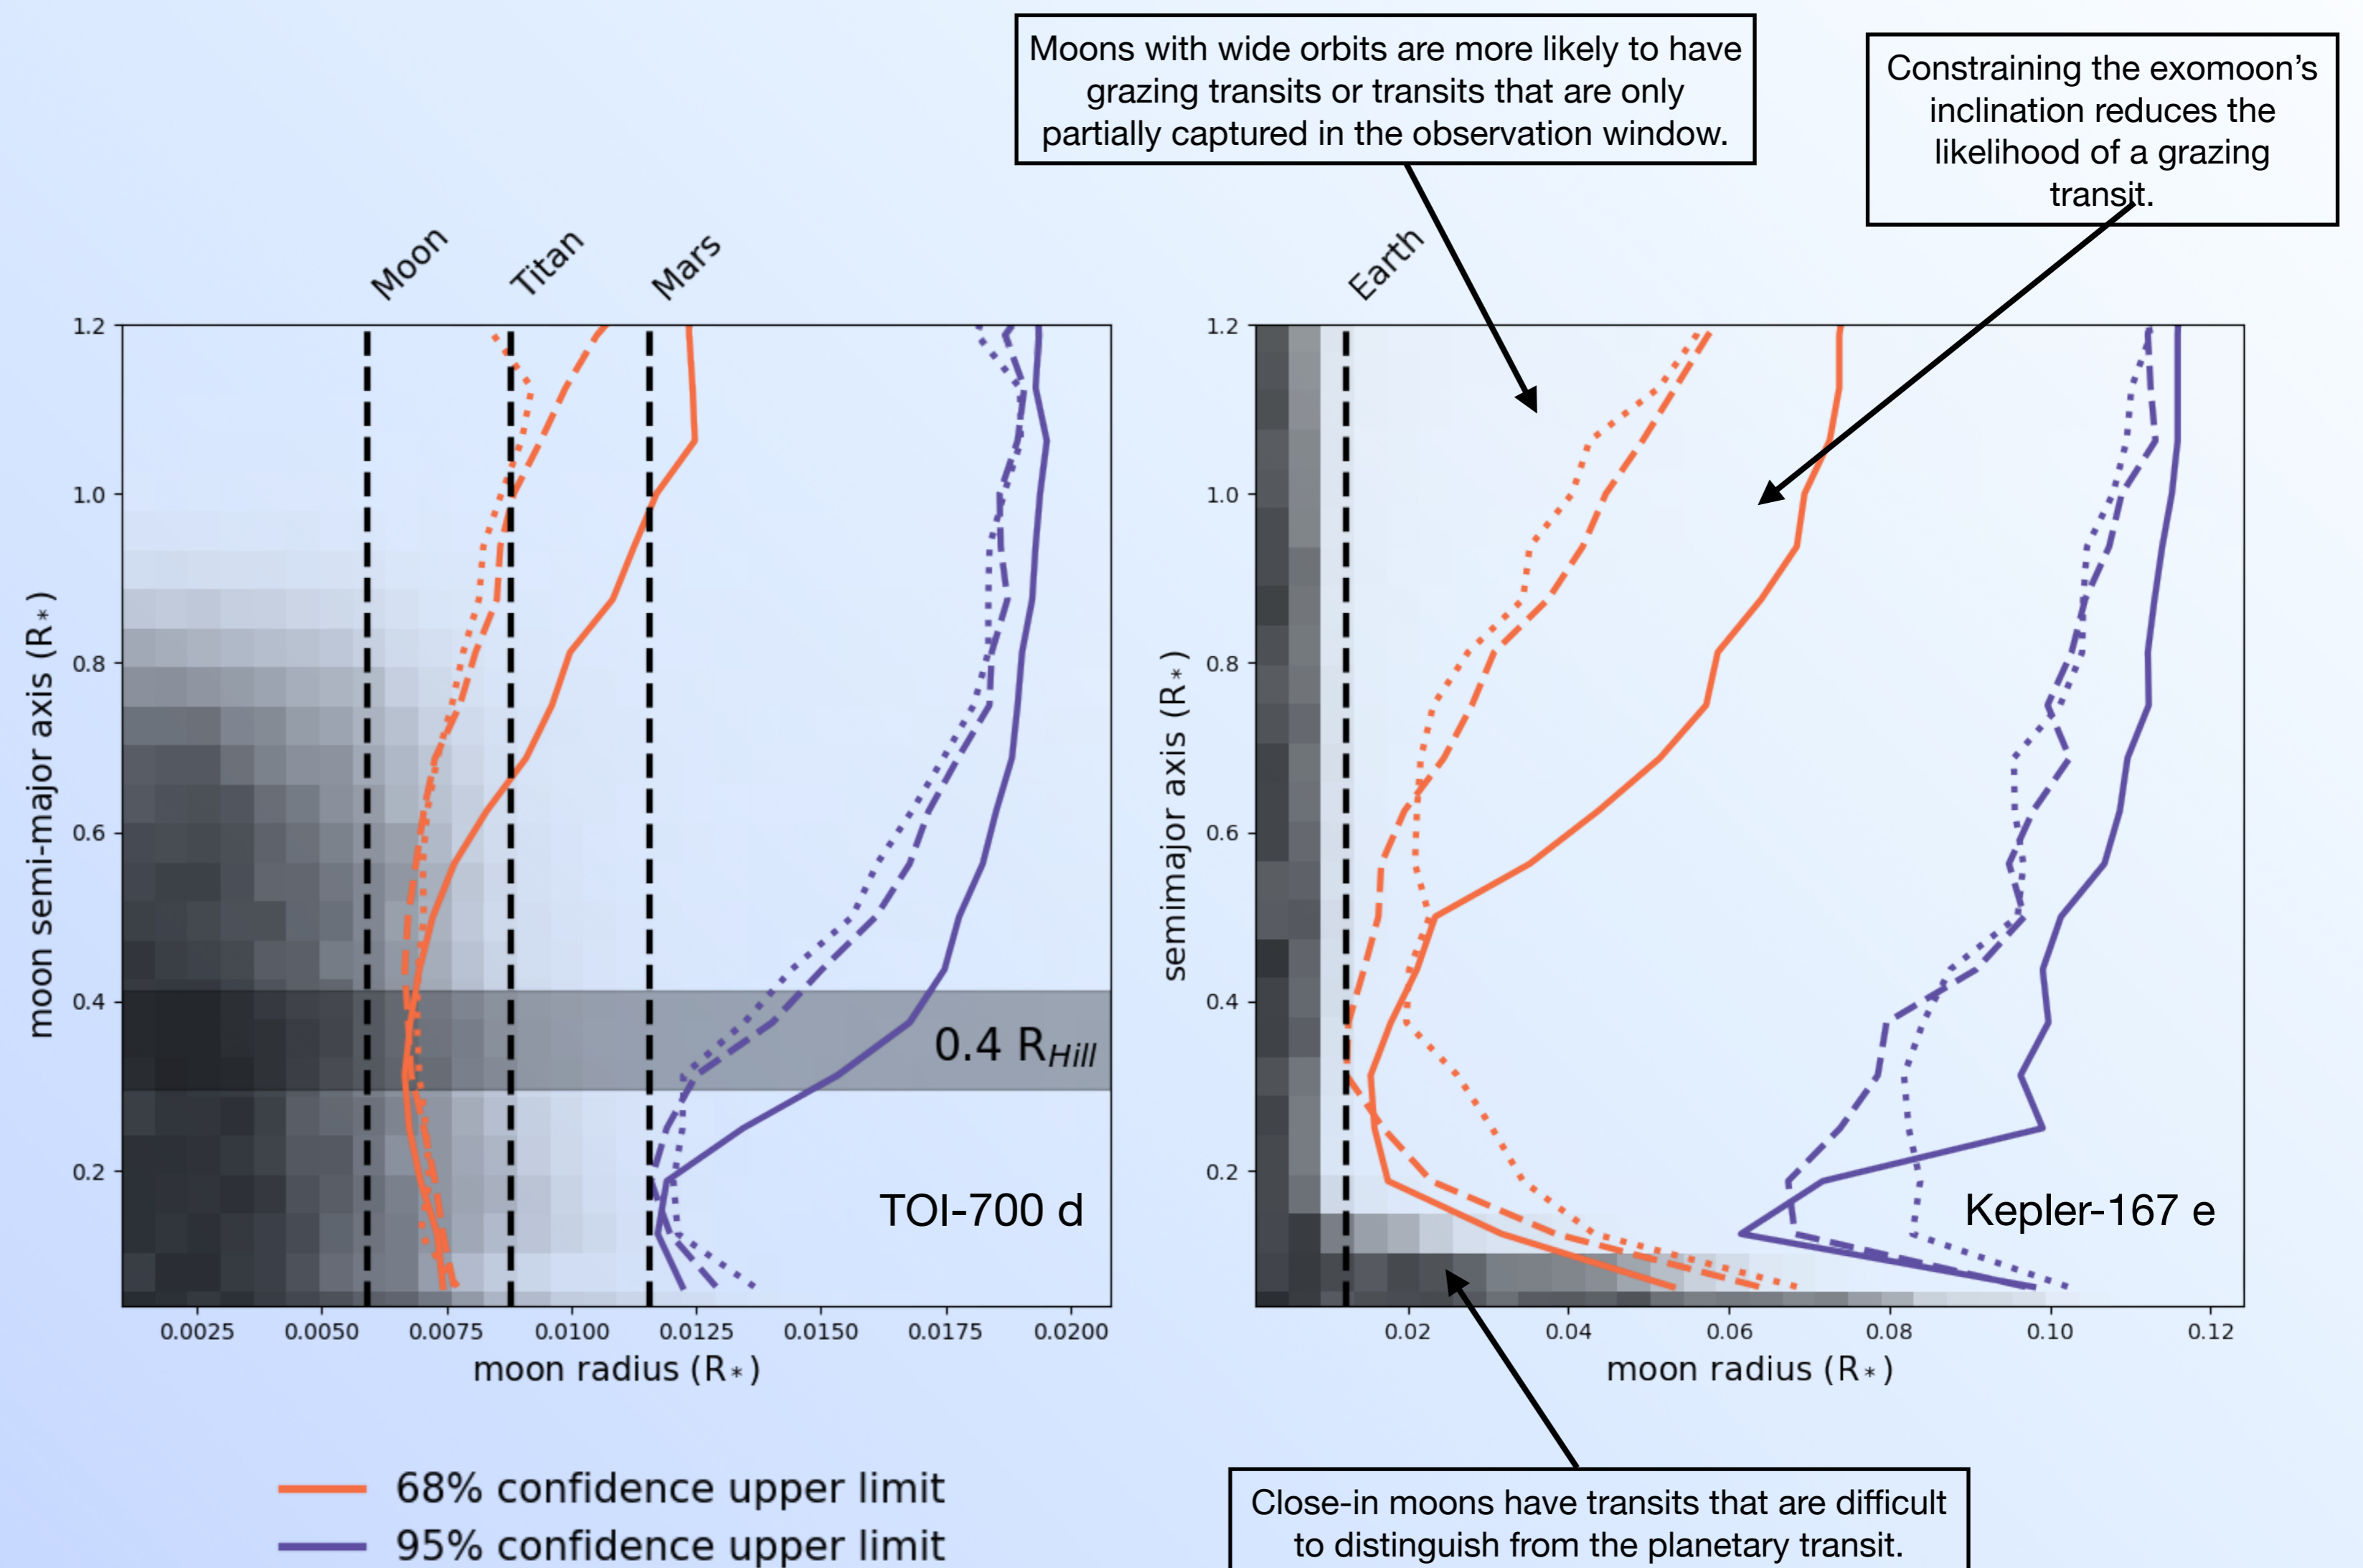 Moons with wide orbits are more likely to have
grazing transits or transits that are only
partially captured in the observation window.
Constraining the exomoon's
inclination reduces the
likelihood of a grazing
transit.
Moon
Titan
Mars
Earth
1.2
1.0
0.8
0.6
0.4
0.2
moon semi-major axis (R*)
0.4 R_Hill
TOI-700 d
0.0025 0.0050 0.0075 0.0100 0.0125 0.0150 0.0175 0.0200
moon radius (R*)
1.2
1.0
0.8
0.6
0.4
0.2
semimajor axis (R*)
Kepler-167 e
0.02 0.04 0.06 0.08 0.10 0.12
moon radius (R*)
68% confidence upper limit
95% confidence upper limit
Close-in moons have transits that are difficult
to distinguish from the planetary transit.